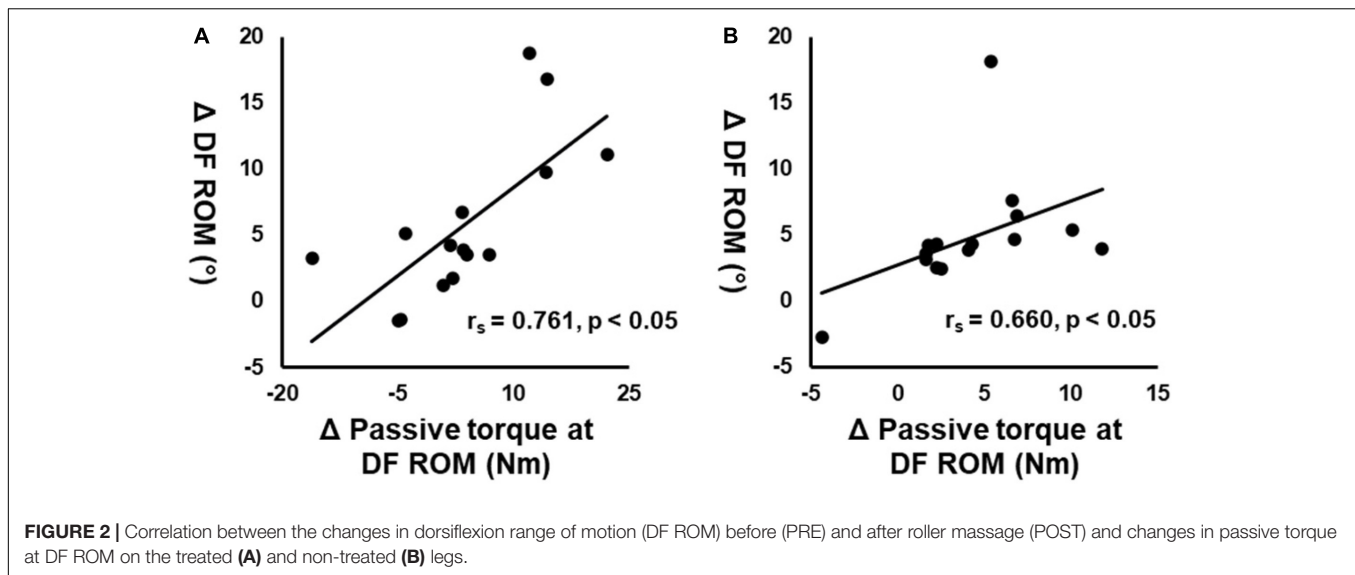 A
20
15
10
5
0
-5
Δ DF ROM (°)
-20 -5 10 25
r_s = 0.761, p < 0.05
Δ Passive torque at
DF ROM (Nm)
B
20
15
10
5
0
-5
Δ DF ROM (°)
-5 0 5 10 15
r_s = 0.660, p < 0.05
Δ Passive torque at
DF ROM (Nm)
FIGURE 2 | Correlation between the changes in dorsiflexion range of motion (DF ROM) before (PRE) and after roller massage (POST) and changes in passive torque
at DF ROM on the treated (A) and non-treated (B) legs.